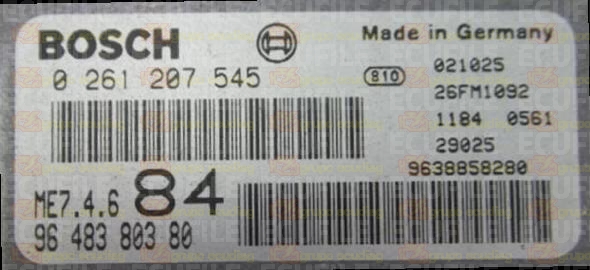 BOSCH
Made in Germany
0 261 207 545
810
021025
26FM1092
1184 0561
29025
9638858280
ME7.4.6 84
96 483 803 80